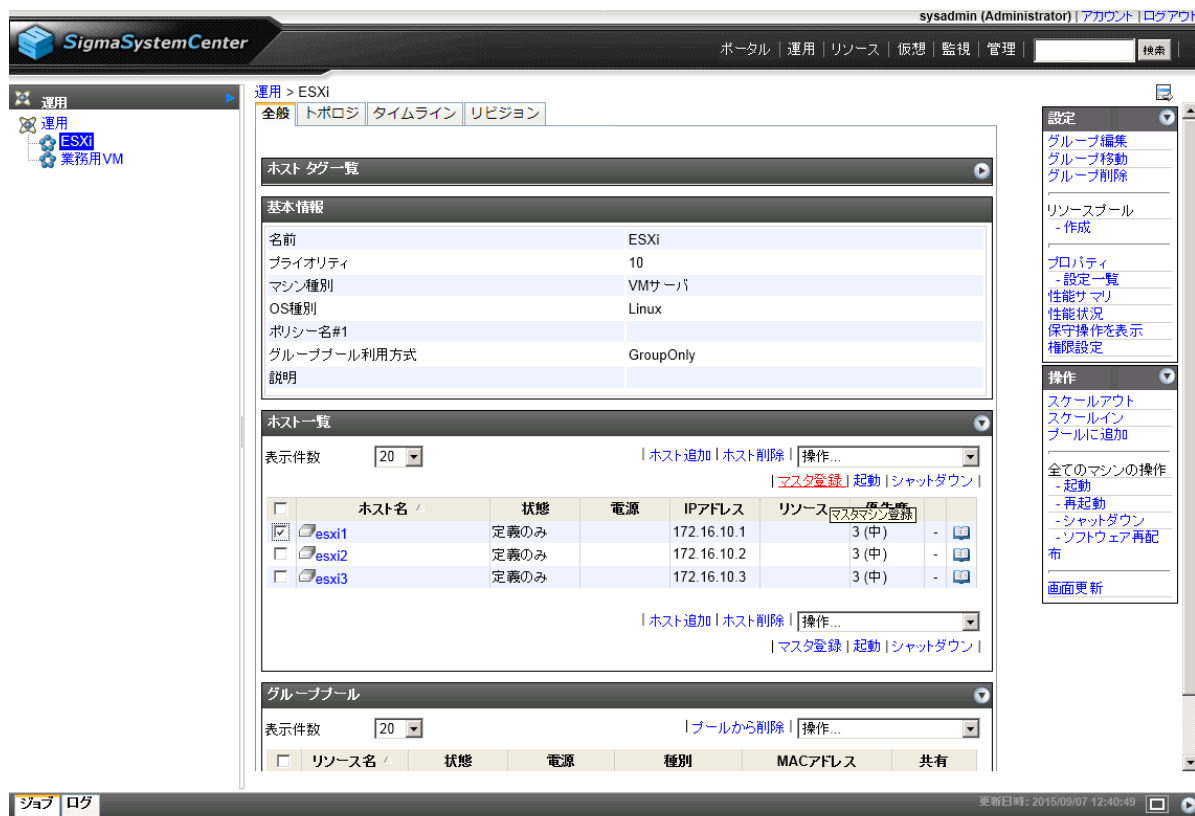 sysadmin (Administrator) | アカウント | ログアウト
SigmaSystemCenter
ポータル | 運用 | リソース | 仮想 | 監視 | 管理 | 検索
運用
運用
ESXi
業務用VM
運用 > ESXi
全般 トポロジ タイムライン リビジョン
ホスト タグ一覧
基本情報
名前 ESXi
プライオリティ 10
マシン種別 VMサーバ
OS種別 Linux
ポリシー名#1
グループプール利用方式 GroupOnly
説明
ホスト一覧
表示件数 20 | ホスト追加 | ホスト削除 | 操作...
| マスタ登録 | 起動 | シャットダウン |
ホスト名 状態 電源 IPアドレス リソース
マスタマシン登録
esxi1 定義のみ 172.16.10.1 3 (中) -
esxi2 定義のみ 172.16.10.2 3 (中) -
esxi3 定義のみ 172.16.10.3 3 (中) -
| ホスト追加 | ホスト削除 | 操作...
| マスタ登録 | 起動 | シャットダウン |
グループプール
表示件数 20 | プールから削除 | 操作...
リソース名 状態 電源 種別 MACアドレス 共有
設定
グループ編集
グループ移動
グループ削除
リソースプール
- 作成
プロパティ
- 設定一覧
性能サマリ
性能状況
保守操作を表示
権限設定
操作
スケールアウト
スケールイン
プールに追加
全てのマシンの操作
- 起動
- 再起動
- シャットダウン
- ソフトウェア再配
布
画面更新
ジョブ ログ
更新日時: 2015/09/07 12:40:49